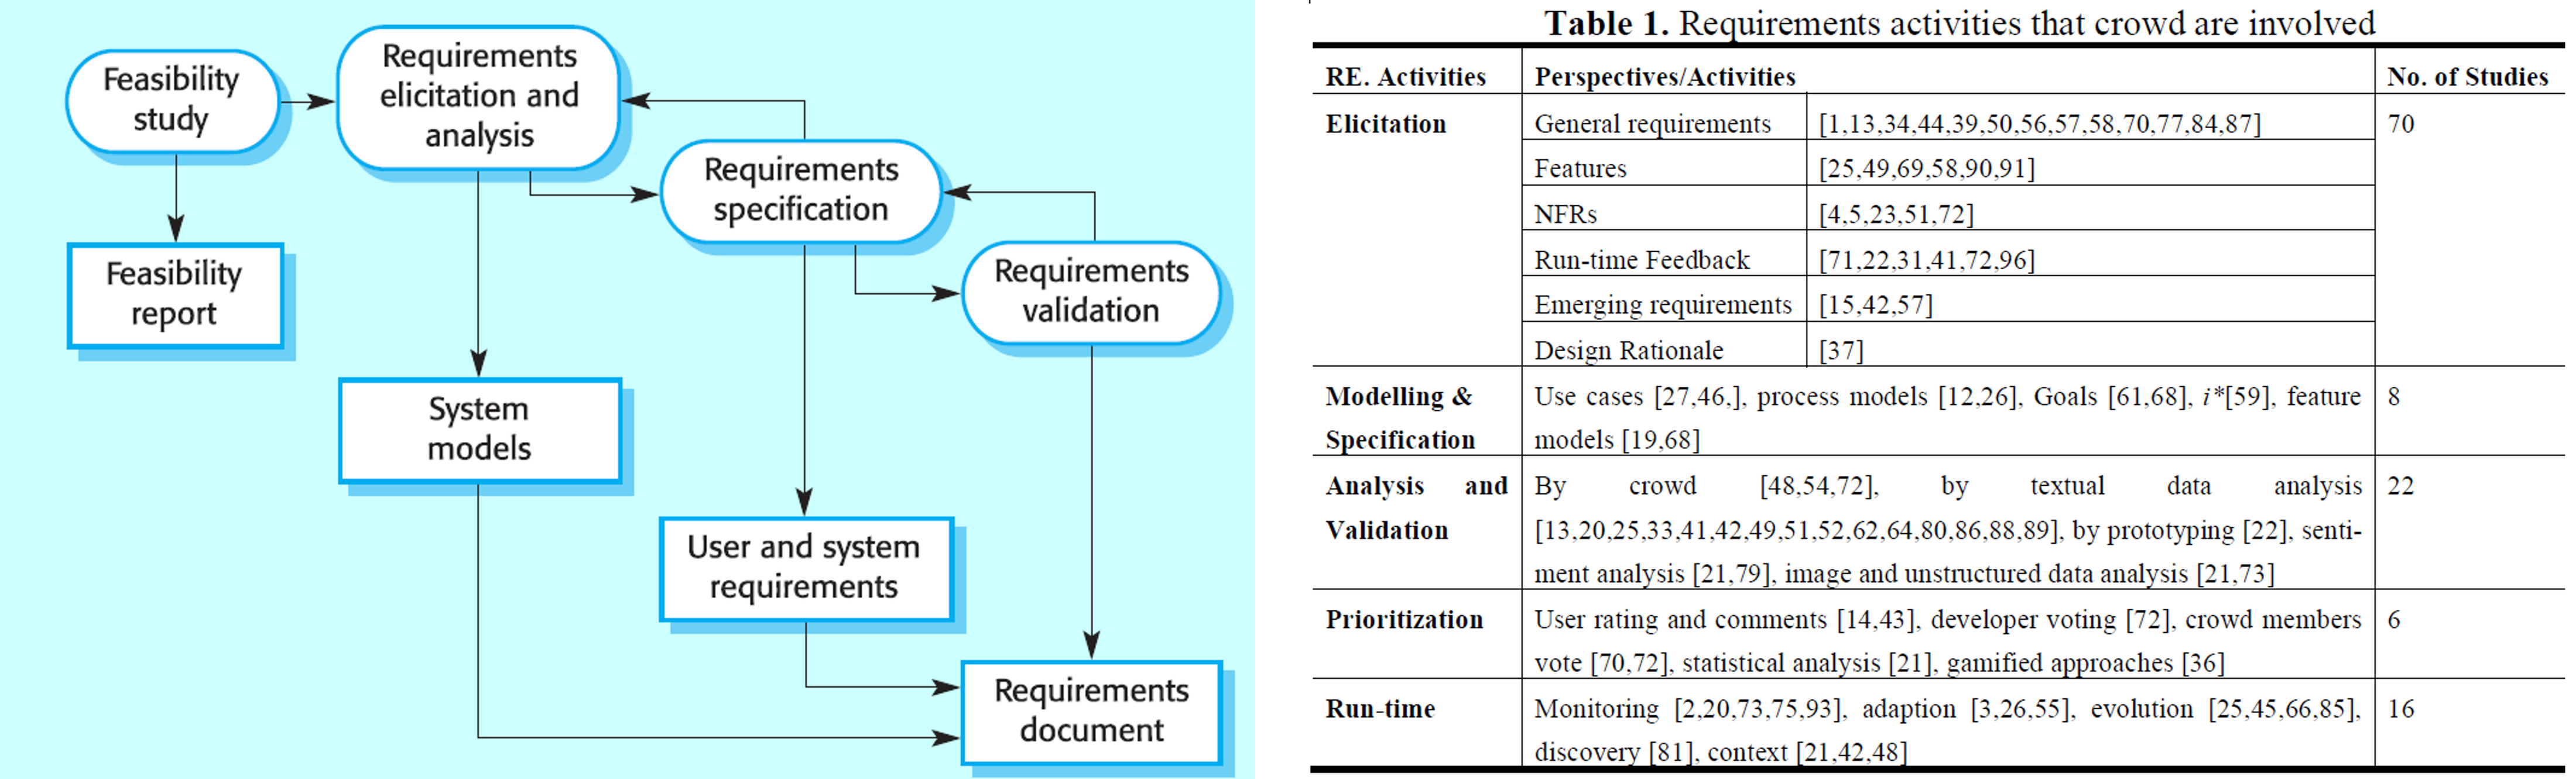 Feasibility
study
Requirements
elicitation and
analysis
Requirements
specification
Requirements
validation
Feasibility
report
System
models
User and system
requirements
Requirements
document
Table 1. Requirements activities that crowd are involved
RE. Activities Perspectives/Activities No. of Studies
Elicitation General requirements [1,13,34,44,39,50,56,57,58,70,77,84,87] 70
Features [25,49,69,58,90,91]
NFRs [4,5,23,51,72]
Run-time Feedback [71,22,31,41,72,96]
Emerging requirements [15,42,57]
Design Rationale [37]
Modelling & Use cases [27,46,], process models [12,26], Goals [61,68], i*[59], feature 8
Specification models [19,68]
Analysis and By crowd [48,54,72], by textual data analysis 22
Validation [13,20,25,33,41,42,49,51,52,62,64,80,86,88,89], by prototyping [22], senti-
ment analysis [21,79], image and unstructured data analysis [21,73]
Prioritization User rating and comments [14,43], developer voting [72], crowd members 6
vote [70,72], statistical analysis [21], gamified approaches [36]
Run-time Monitoring [2,20,73,75,93], adaption [3,26,55], evolution [25,45,66,85], 16
discovery [81], context [21,42,48]